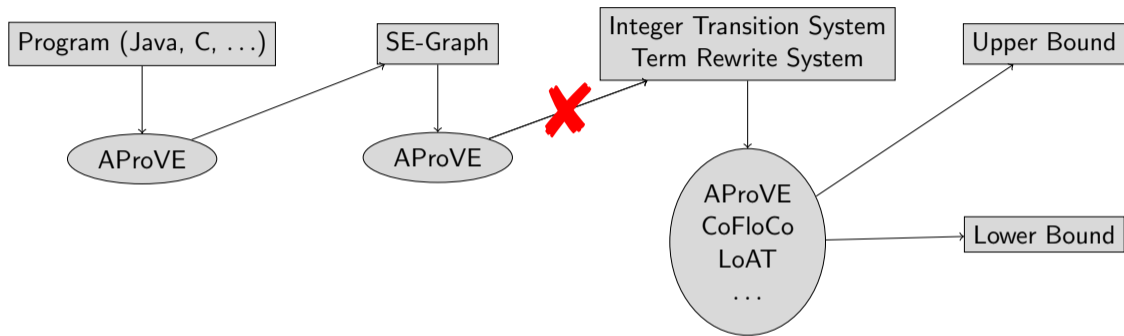 Program (Java, C, . . .)
AProVE
SE-Graph
AProVE
Integer Transition System
Term Rewrite System
AProVE
CoFloCo
LoAT
. . .
Upper Bound
Lower Bound